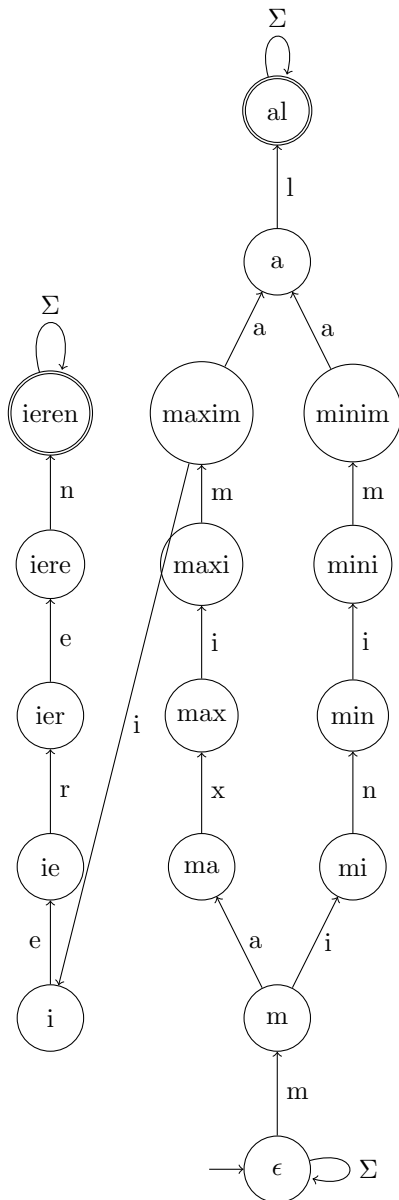 Σ
al
l
a
Σ
a a
ieren maxim minim
n m m
iere maxi mini
e i i
ier max min
i
r x n
ie ma mi
e a i
i m
m
ϵ Σ